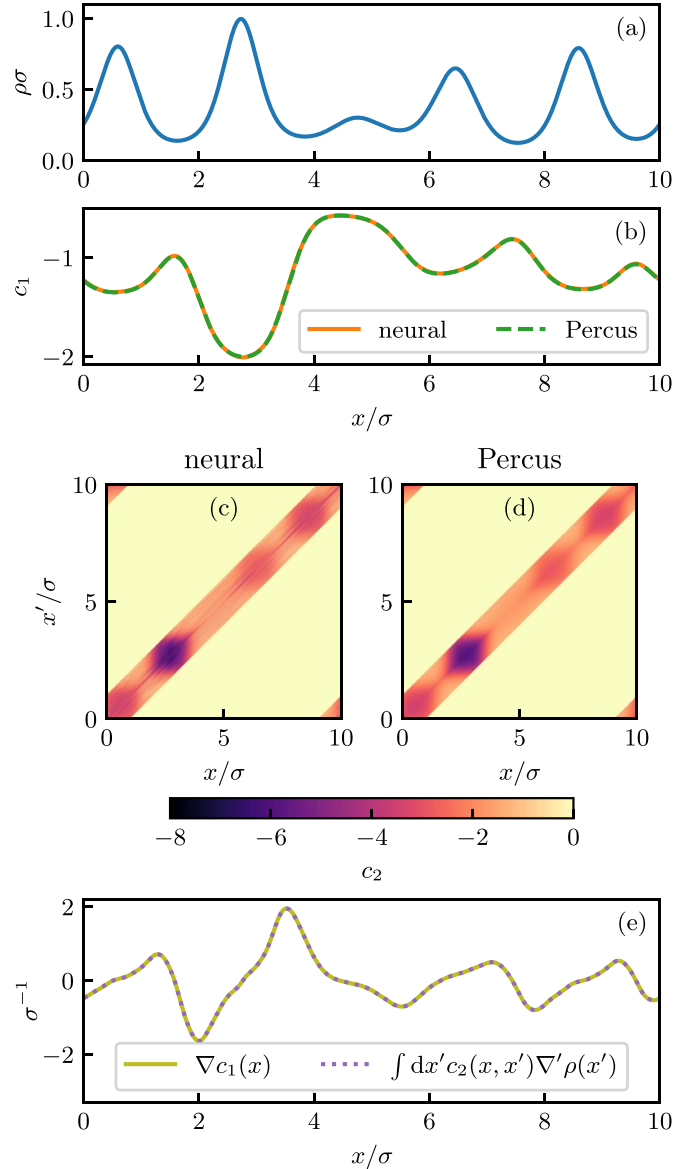 1.0
(a)
ρσ
0.5
0.0
0 2 4 6 8 10
(b)
−1
c₁
neural Percus
−2
0 2 4 6 8 10
x/σ
neural Percus
10 10
(c) (d)
x′/σ
5 5
0 0
0 5 10 0 5 10
x/σ x/σ
−8 −6 −4 −2 0
c₂
2
(e)
σ⁻¹
0
−2
∇c₁(x) ∫ dx′c₂(x, x′)∇′ρ(x′)
0 2 4 6 8 10
x/σ